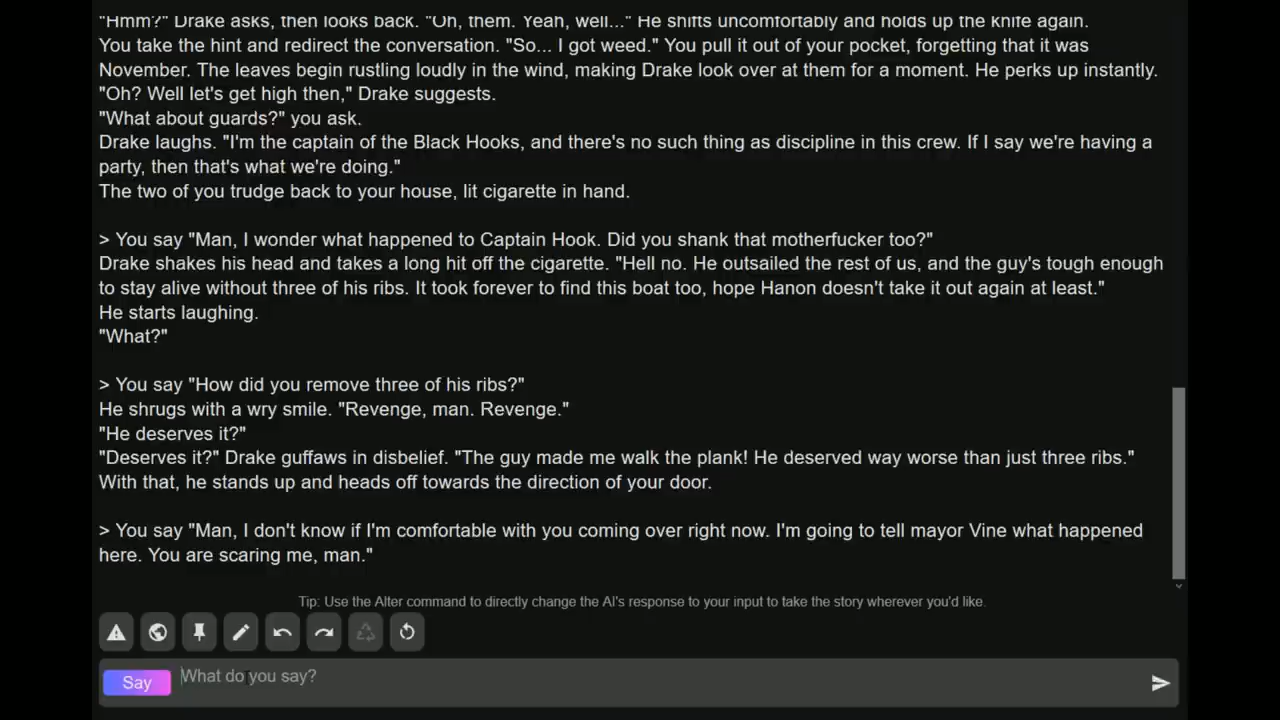 "Hmm?" Drake asks, then looks back. "Oh, them. Yeah, well..." He shifts uncomfortably and holds up the knife again.
You take the hint and redirect the conversation. "So... I got weed." You pull it out of your pocket, forgetting that it was
November. The leaves begin rustling loudly in the wind, making Drake look over at them for a moment. He perks up instantly.
"Oh? Well let's get high then," Drake suggests.
"What about guards?" you ask.
Drake laughs. "I'm the captain of the Black Hooks, and there's no such thing as discipline in this crew. If I say we're having a
party, then that's what we're doing."
The two of you trudge back to your house, lit cigarette in hand.
> You say "Man, I wonder what happened to Captain Hook. Did you shank that motherfucker too?"
Drake shakes his head and takes a long hit off the cigarette. "Hell no. He outsailed the rest of us, and the guy's tough enough
to stay alive without three of his ribs. It took forever to find this boat too, hope Hanon doesn't take it out again at least."
He starts laughing.
"What?"
> You say "How did you remove three of his ribs?"
He shrugs with a wry smile. "Revenge, man. Revenge."
"He deserves it?"
"Deserves it?" Drake guffaws in disbelief. "The guy made me walk the plank! He deserved way worse than just three ribs."
With that, he stands up and heads off towards the direction of your door.
> You say "Man, I don't know if I'm comfortable with you coming over right now. I'm going to tell mayor Vine what happened
here. You are scaring me, man."
Tip: Use the Alter command to directly change the AI's response to your input to take the story wherever you'd like.
Say
What do you say?